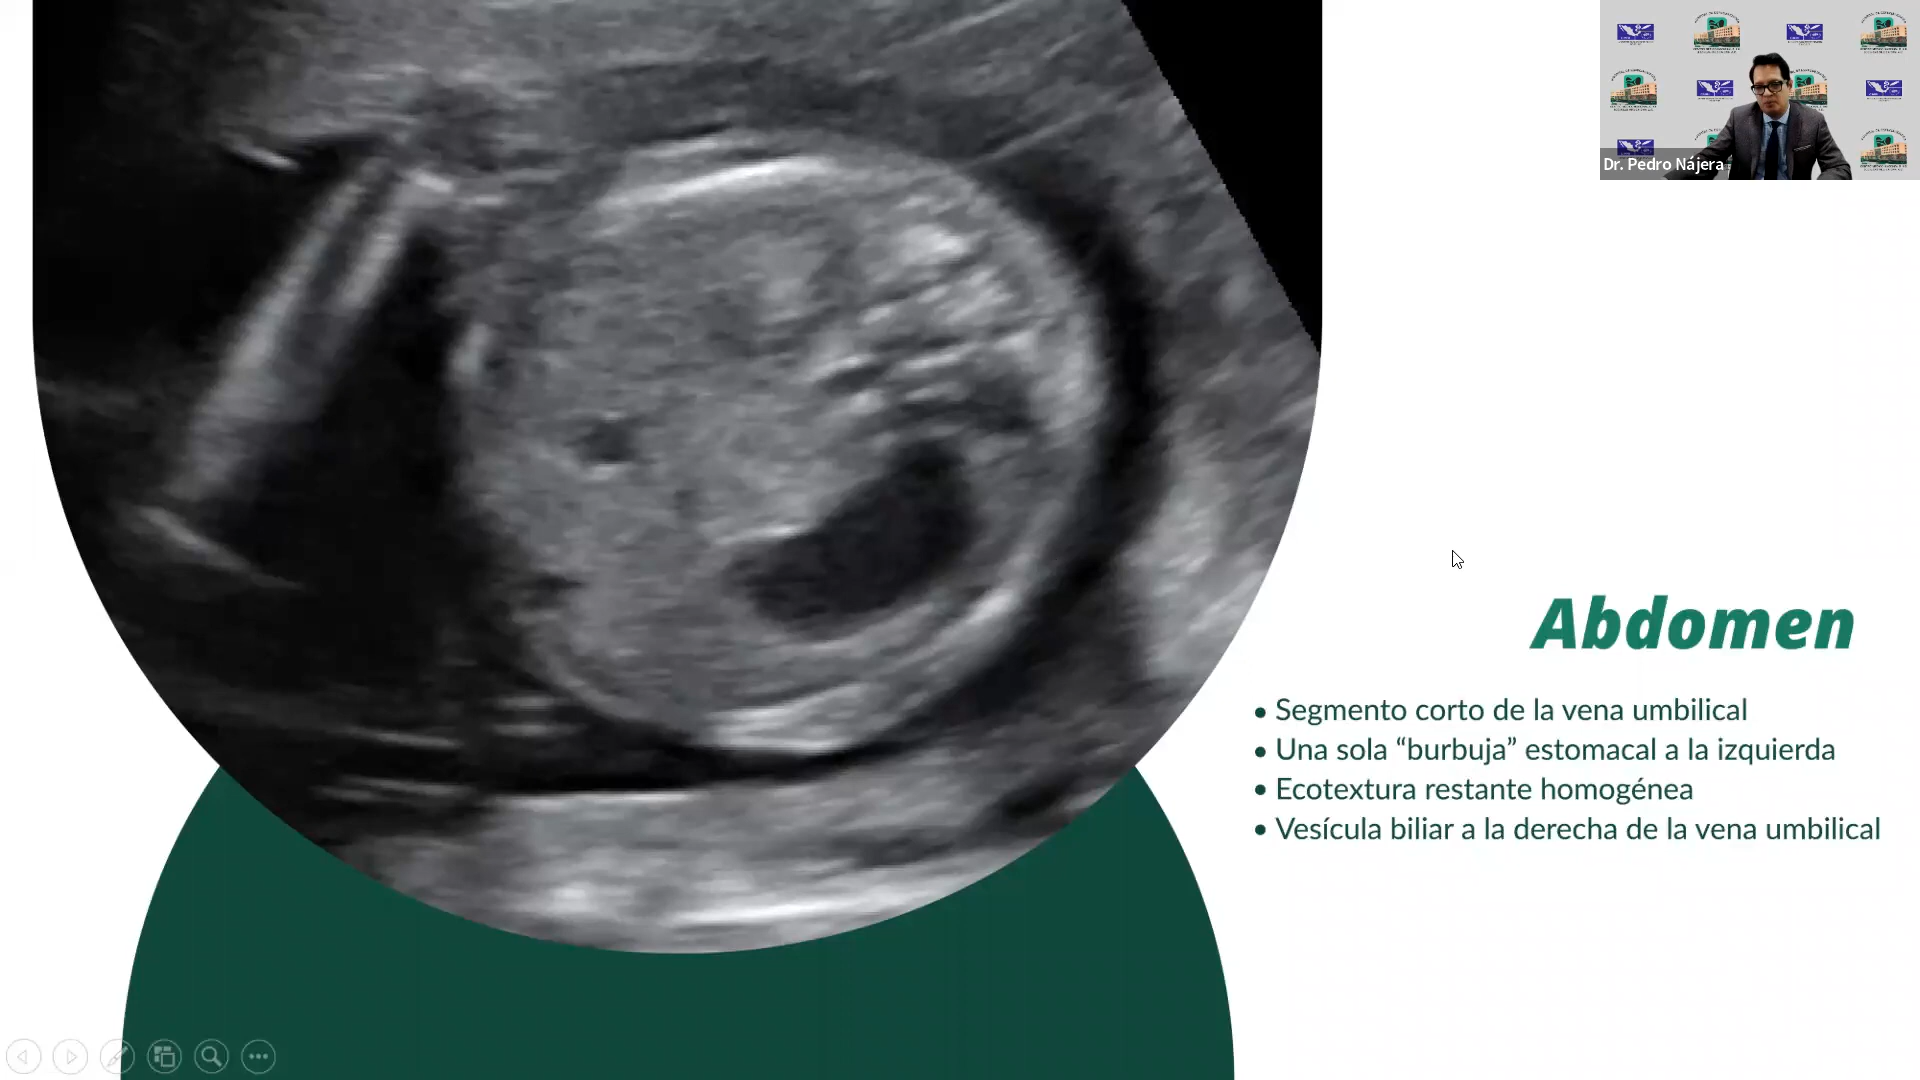 Dr. Pedro Nájera
Abdomen
• Segmento corto de la vena umbilical
• Una sola “burbuja” estomacal a la izquierda
• Ecotextura restante homogénea
• Vesícula biliar a la derecha de la vena umbilical